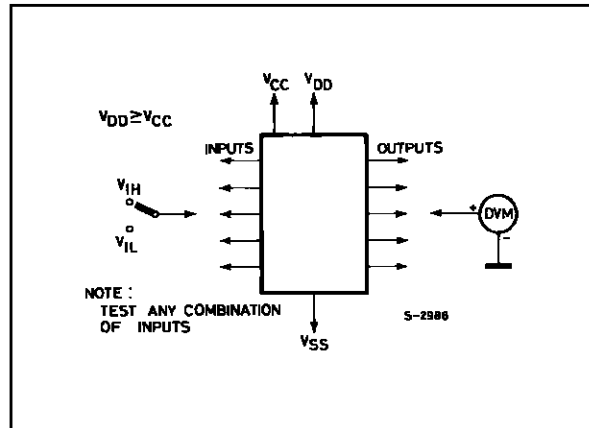 VCC VDD
VDD≥VCC
INPUTS OUTPUTS
VIH
VIL
+ DVM
-
NOTE :
TEST ANY COMBINATION
OF INPUTS
S-2986
VSS